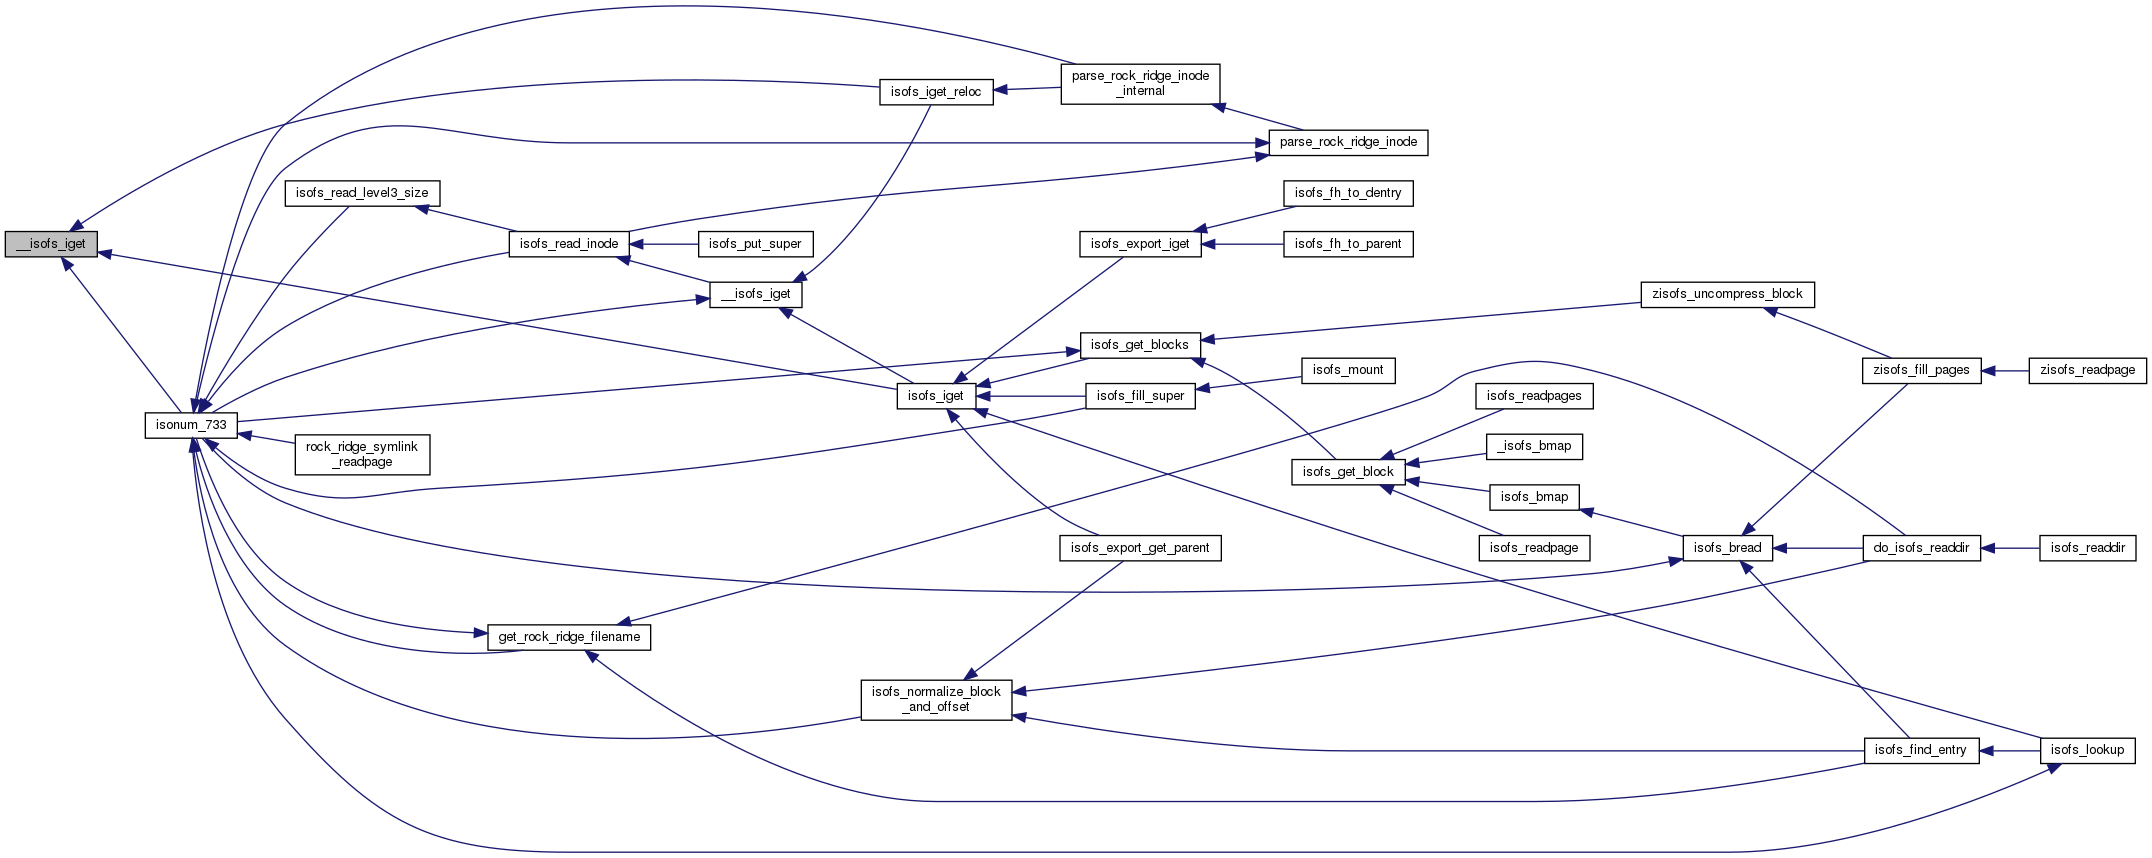 parse_rock_ridge_inode
_internal
isofs_iget_reloc
parse_rock_ridge_inode
isofs_read_level3_size
isofs_fh_to_dentry
__isofs_iget
isofs_read_inode
isofs_put_super
isofs_export_iget
isofs_fh_to_parent
__isofs_iget
zisofs_uncompress_block
isofs_get_blocks
isofs_mount
zisofs_fill_pages
zisofs_readpage
isofs_iget
isofs_fill_super
isofs_readpages
isonum_733
rock_ridge_symlink
_readpage
_isofs_bmap
isofs_get_block
isofs_bmap
isofs_export_get_parent
isofs_readpage
isofs_bread
do_isofs_readdir
isofs_readdir
get_rock_ridge_filename
isofs_normalize_block
_and_offset
isofs_find_entry
isofs_lookup